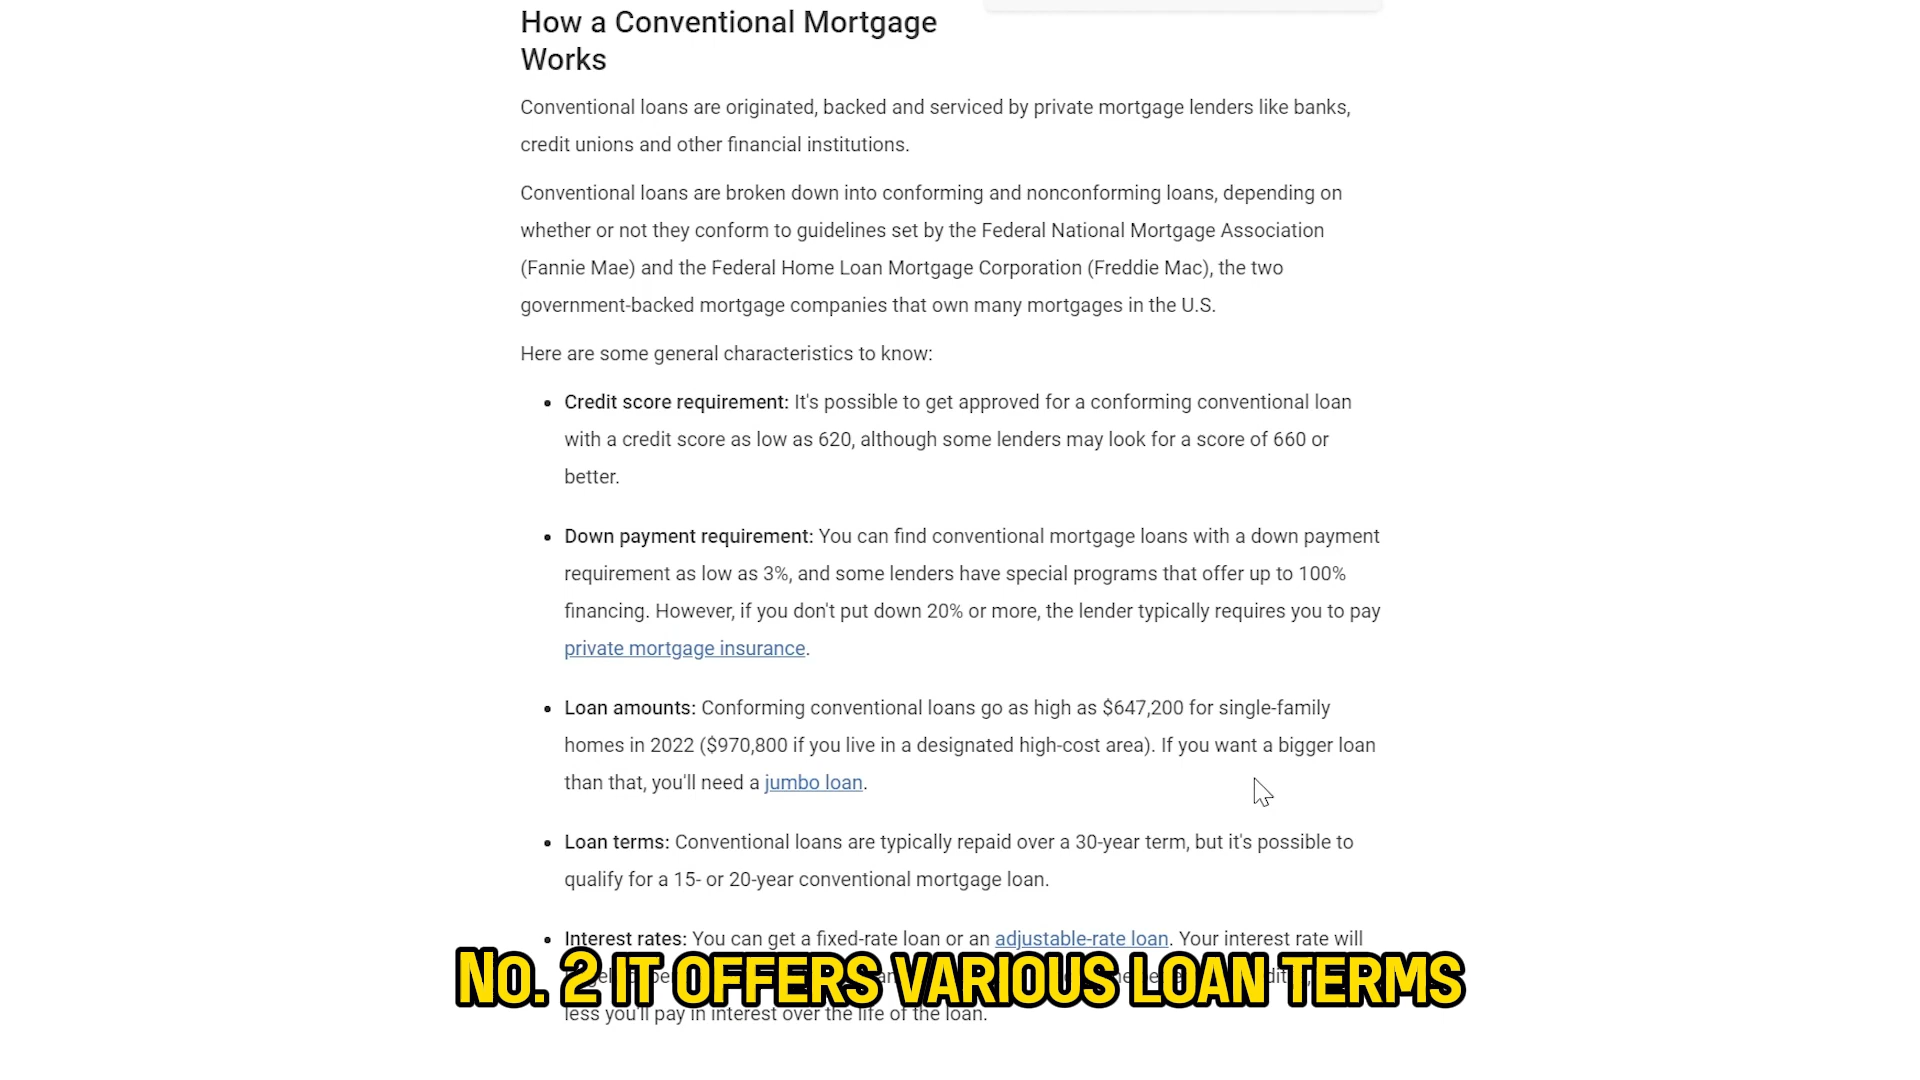 How a Conventional Mortgage
Works
Conventional loans are originated, backed and serviced by private mortgage lenders like banks,
credit unions and other financial institutions.
Conventional loans are broken down into conforming and nonconforming loans, depending on
whether or not they conform to guidelines set by the Federal National Mortgage Association
(Fannie Mae) and the Federal Home Loan Mortgage Corporation (Freddie Mac), the two
government-backed mortgage companies that own many mortgages in the U.S.
Here are some general characteristics to know:
• Credit score requirement: It's possible to get approved for a conforming conventional loan
with a credit score as low as 620, although some lenders may look for a score of 660 or
better.
• Down payment requirement: You can find conventional mortgage loans with a down payment
requirement as low as 3%, and some lenders have special programs that offer up to 100%
financing. However, if you don't put down 20% or more, the lender typically requires you to pay
private mortgage insurance.
• Loan amounts: Conforming conventional loans go as high as $647,200 for single-family
homes in 2022 ($970,800 if you live in a designated high-cost area). If you want a bigger loan
than that, you'll need a jumbo loan.
• Loan terms: Conventional loans are typically repaid over a 30-year term, but it's possible to
qualify for a 15- or 20-year conventional mortgage loan.
• Interest rates: You can get a fixed-rate loan or an adjustable-rate loan. Your interest rate will
No. 2 IT OFFERS VARIOUS LOAN TERMS
less you'll pay in interest over the life of the loan.